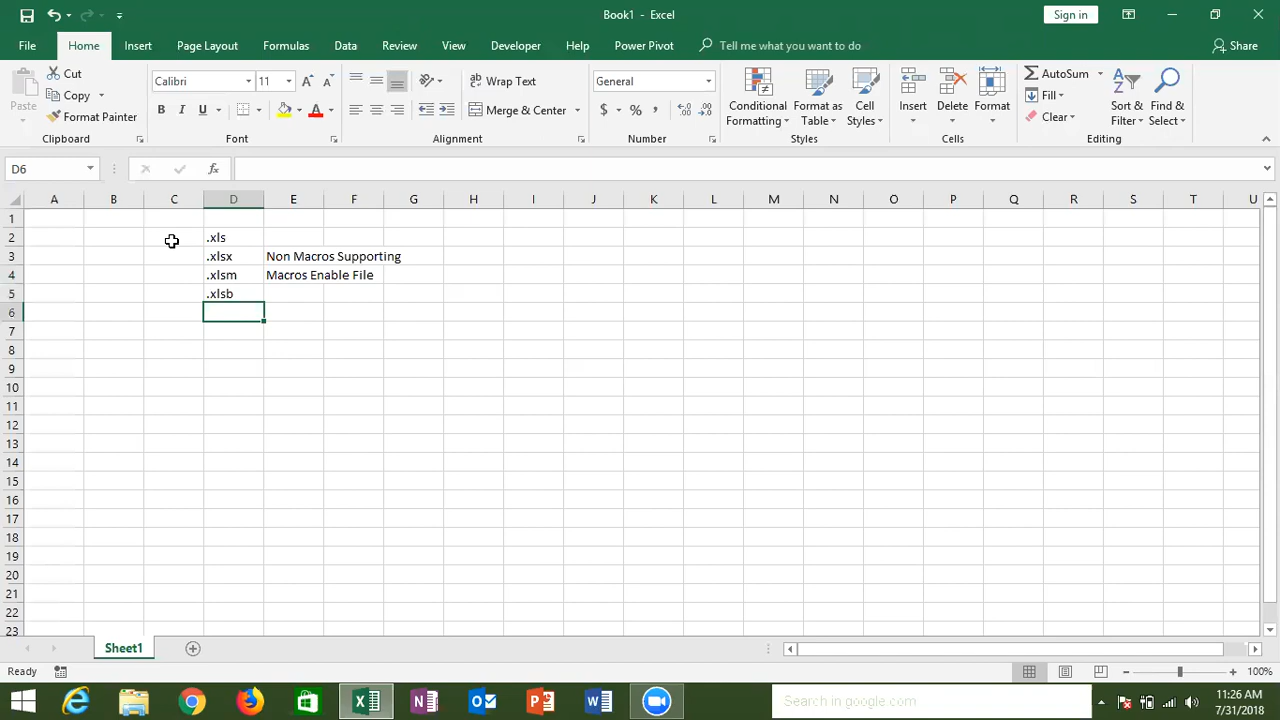 Book1 - Excel
Sign in
File Home Insert Page Layout Formulas Data Review View Developer Help Power Pivot Tell me what you want to do Share
Paste
Cut
Copy
Format Painter
Clipboard
Calibri 11
B I U
Font
Wrap Text
Merge & Center
Alignment
General
$ % ,
Number
Conditional Formatting
Format as Table
Cell Styles
Styles
Insert
Delete
Format
Cells
AutoSum
Fill
Clear
Sort & Filter
Find & Select
Editing
D6
fx
A B C D E F G H I J K L M N O P Q R S T U
1
2 .xls
3 .xlsx Non Macros Supporting
4 .xlsm Macros Enable File
5 .xlsb
6
7
8
9
10
11
12
13
14
15
16
17
18
19
20
21
22
23
Sheet1
Ready
100%
Search in google.com
11:26 AM
7/31/2018